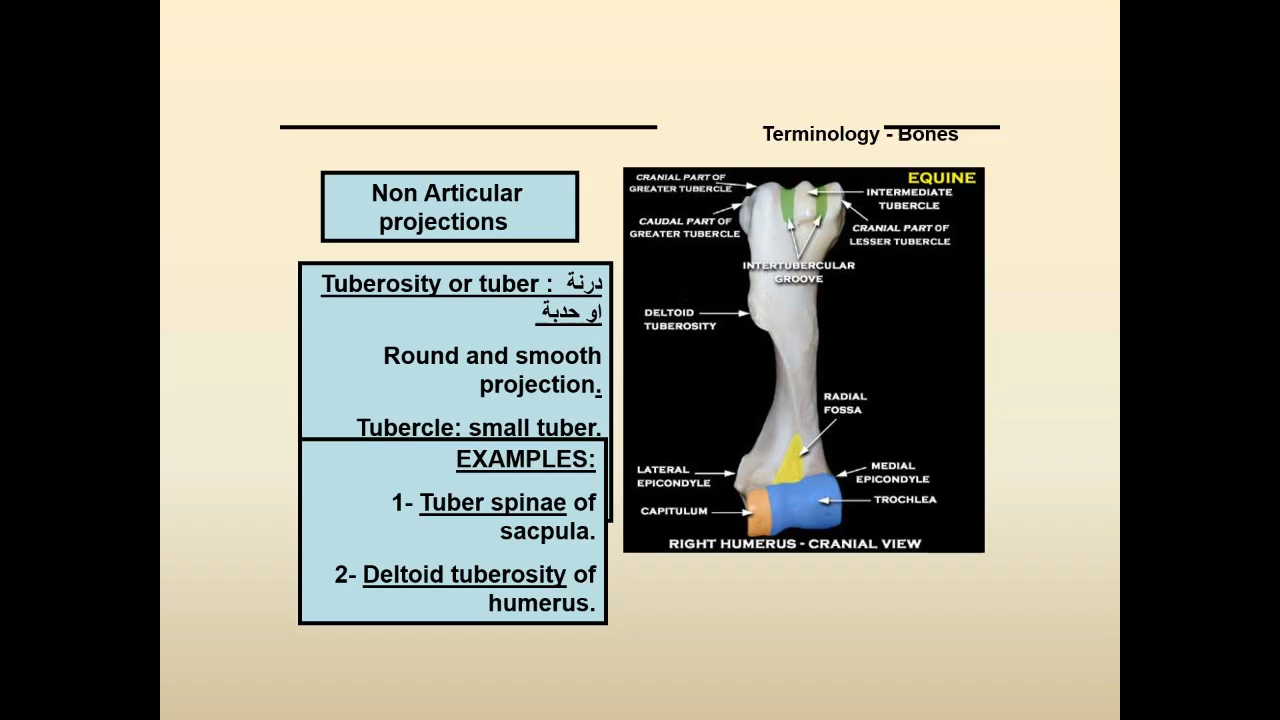 Terminology - Bones
Non Articular
projections
Tuberosity or tuber : درنة
او حدبة
Round and smooth
projection.
Tubercle: small tuber.
EXAMPLES:
1- Tuber spinae of
sacpula.
2- Deltoid tuberosity of
humerus.
EQUINE
CRANIAL PART OF
GREATER TUBERCLE
INTERMEDIATE
TUBERCLE
CAUDAL PART OF
GREATER TUBERCLE
CRANIAL PART OF
LESSER TUBERCLE
INTERTUBERCULAR
GROOVE
DELTOID
TUBEROSITY
RADIAL
FOSSA
LATERAL
EPICONDYLE
MEDIAL
EPICONDYLE
TROCHLEA
CAPITULUM
RIGHT HUMERUS - CRANIAL VIEW